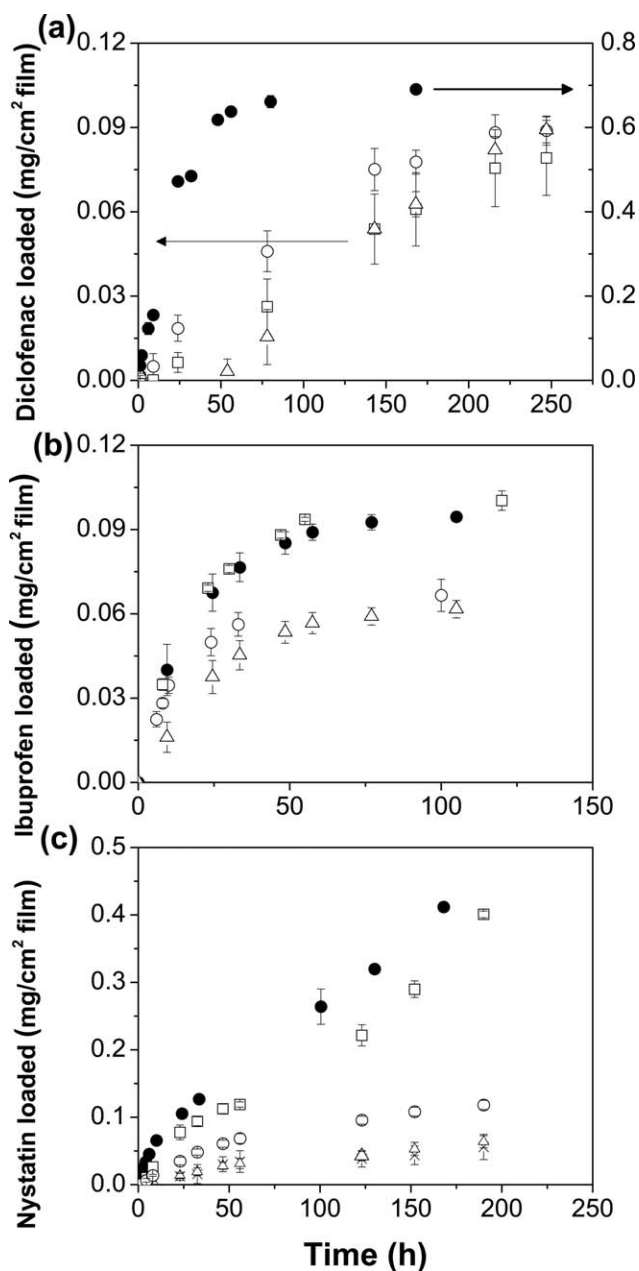 (a)
Diclofenac loaded (mg/cm² film)
0.12
0.09
0.06
0.03
0.00
0.8
0.6
0.4
0.2
0.0
0 50 100 150 200 250
(b)
Ibuprofen loaded (mg/cm² film)
0.12
0.09
0.06
0.03
0.00
0 50 100 150
(c)
Nystatin loaded (mg/cm² film)
0.5
0.4
0.3
0.2
0.1
0.0
0 50 100 150 200 250
Time (h)